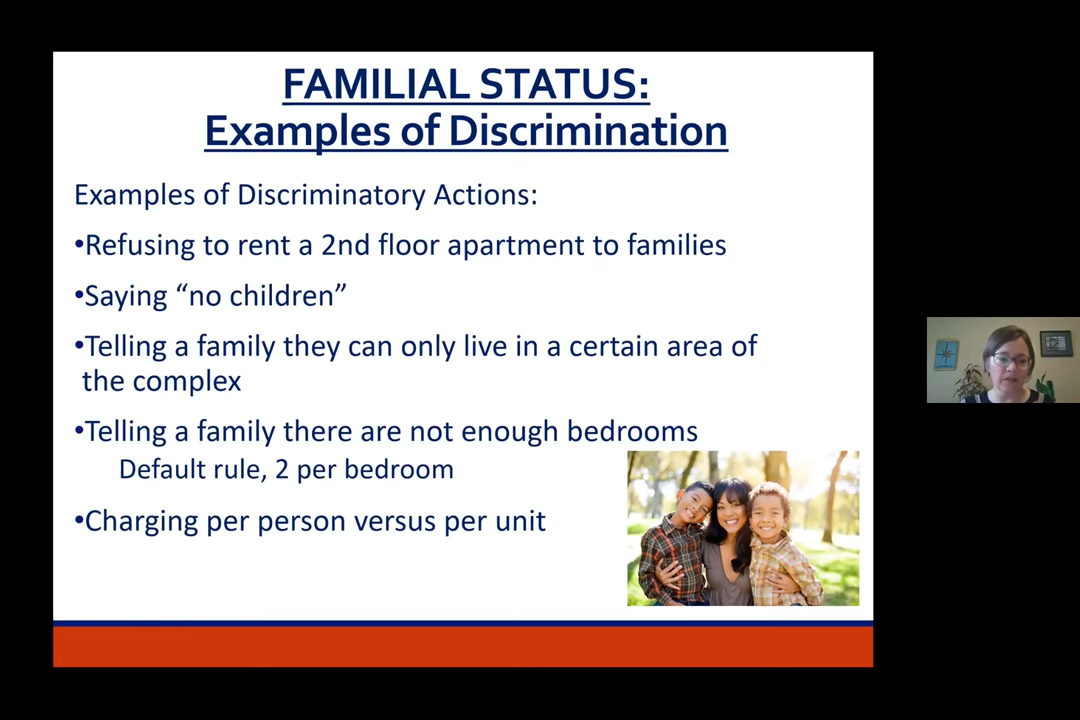 FAMILIAL STATUS:
Examples of Discrimination
Examples of Discriminatory Actions:
•Refusing to rent a 2nd floor apartment to families
•Saying “no children”
•Telling a family they can only live in a certain area of
the complex
•Telling a family there are not enough bedrooms
Default rule, 2 per bedroom
•Charging per person versus per unit